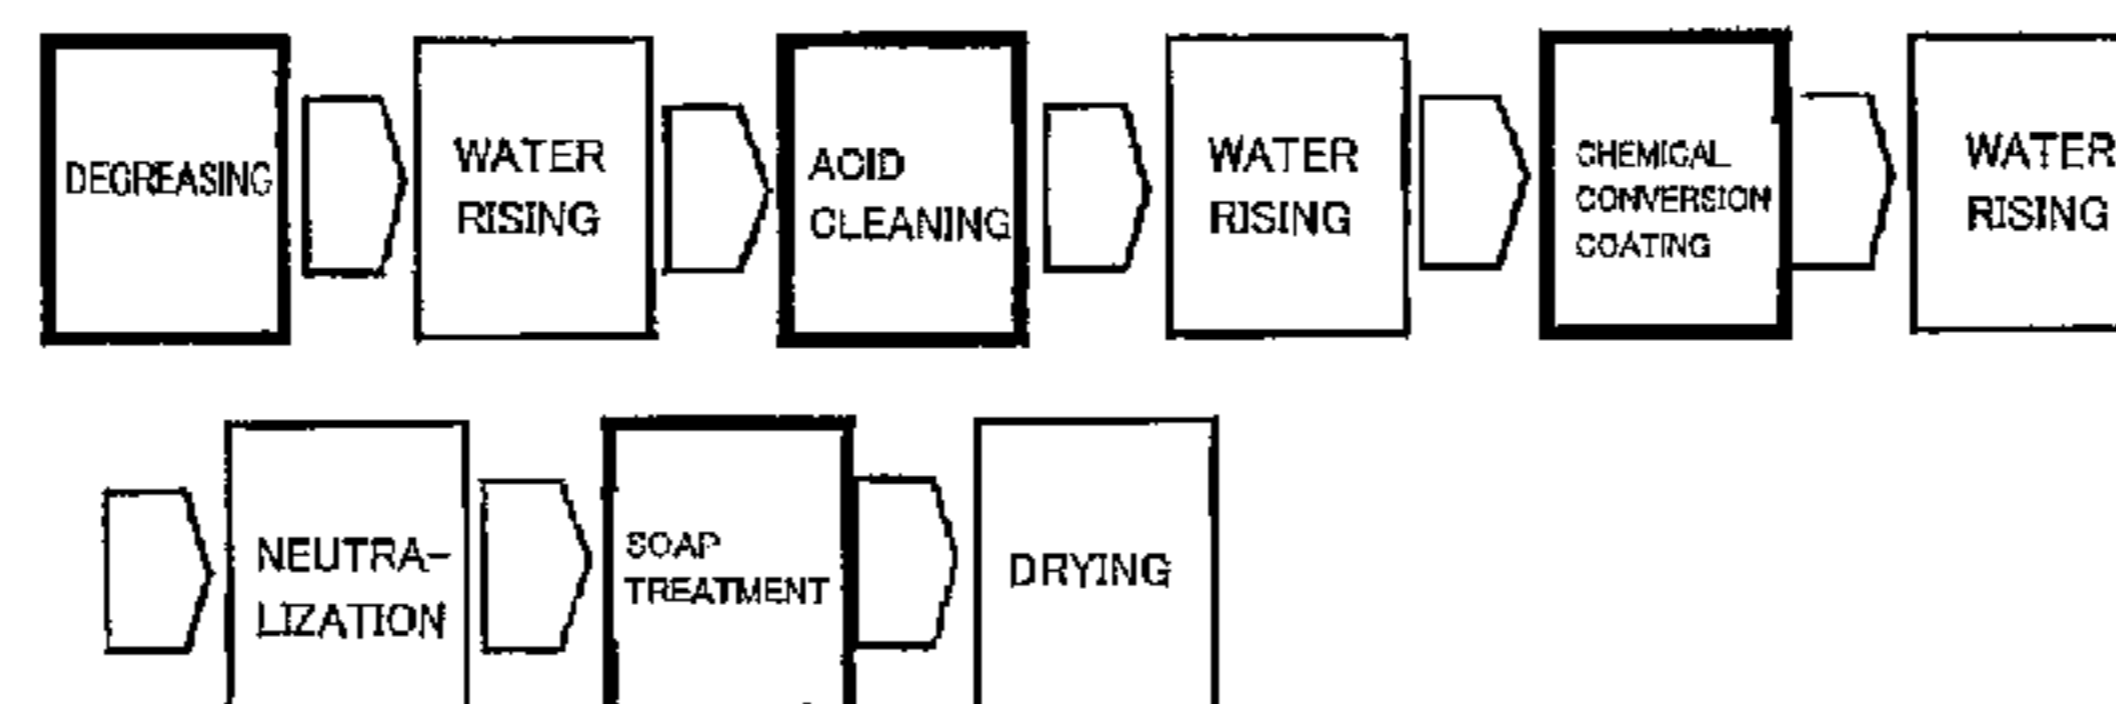 DEGREASING
WATER
RISING
ACID
CLEANING
WATER
RISING
CHEMICAL
CONVERSION
COATING
WATER
RISING
NEUTRA-
LIZATION
SOAP
TREATMENT
DRYING